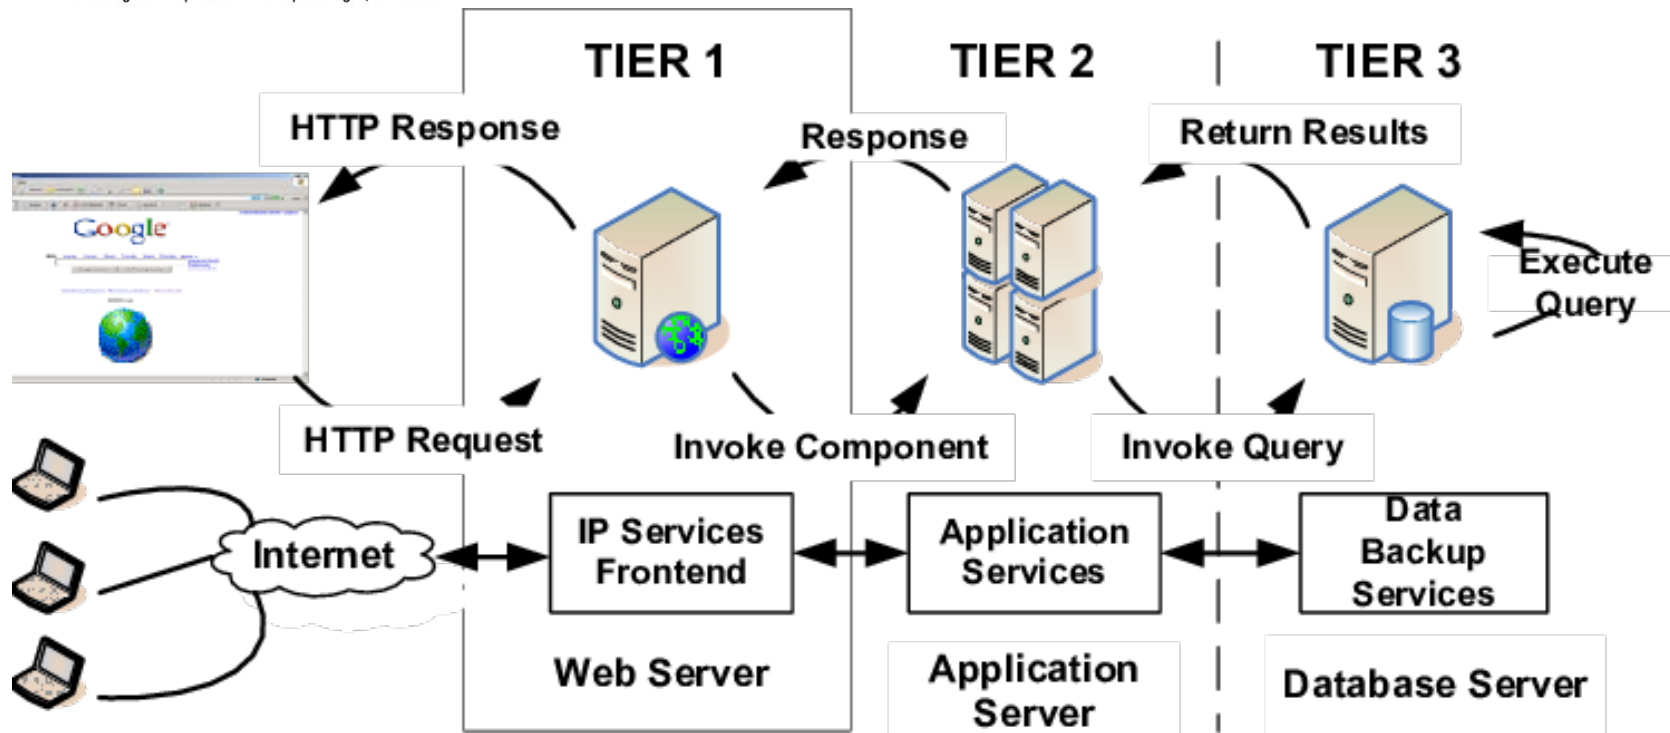 TIER 1
TIER 2
TIER 3
HTTP Response
Response
Return Results
Google
Execute
Query
HTTP Request
Invoke Component
Invoke Query
Internet
IP Services
Frontend
Application
Services
Data
Backup
Services
Web Server
Application
Server
Database Server